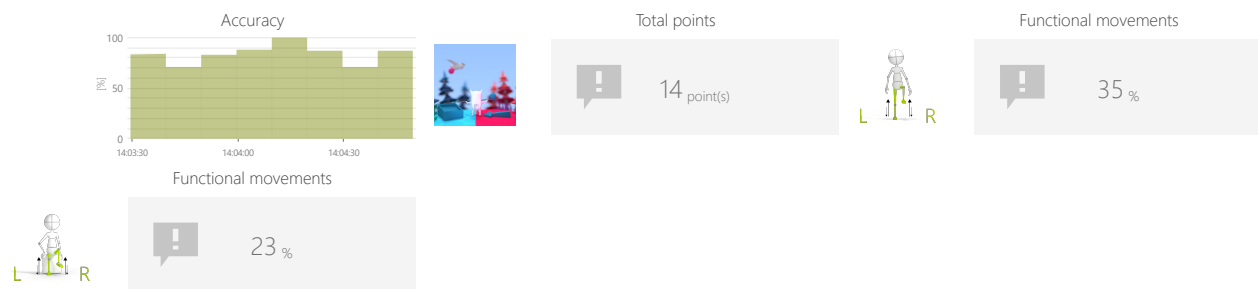 Accuracy
Total points
Functional movements
100
[%]
50
0
14:03:30
14:04:00
14:04:30
14 point(s)
L
R
35 %
Functional movements
L
R
23 %